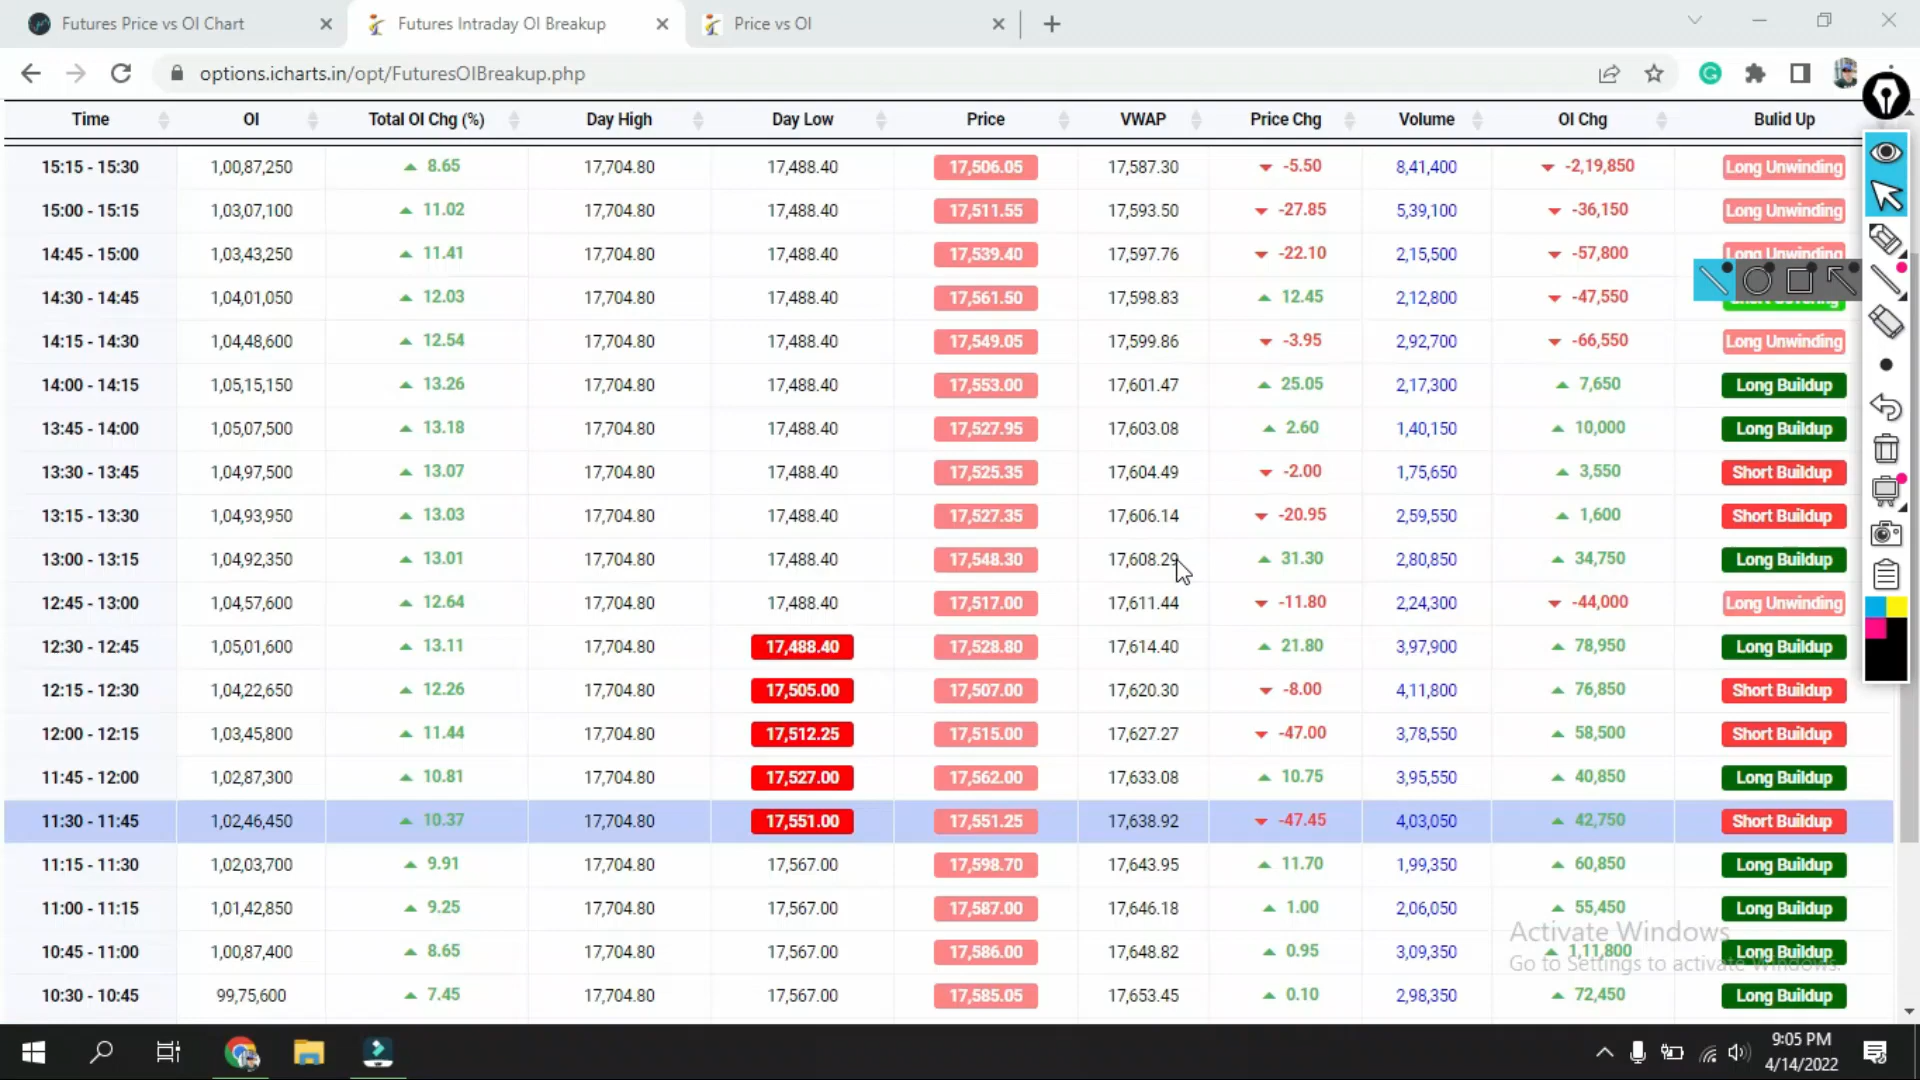 Futures Price vs OI Chart
Futures Intraday OI Breakup
Price vs OI
options.icharts.in/opt/FuturesOIBreakup.php
Time OI Total OI Chg (%) Day High Day Low Price VWAP Price Chg Volume OI Chg Bulid Up
15:15 - 15:30 1,00,87,250 8.65 17,704.80 17,488.40 17,506.05 17,587.30 -5.50 8,41,400 -2,19,850 Long Unwinding
15:00 - 15:15 1,03,07,100 11.02 17,704.80 17,488.40 17,511.55 17,593.50 -27.85 5,39,100 -36,150 Long Unwinding
14:45 - 15:00 1,03,43,250 11.41 17,704.80 17,488.40 17,539.40 17,597.76 -22.10 2,15,500 -57,800 Long Unwinding
14:30 - 14:45 1,04,01,050 12.03 17,704.80 17,488.40 17,561.50 17,598.83 12.45 2,12,800 -47,550
14:15 - 14:30 1,04,48,600 12.54 17,704.80 17,488.40 17,549.05 17,599.86 -3.95 2,92,700 -66,550 Long Unwinding
14:00 - 14:15 1,05,15,150 13.26 17,704.80 17,488.40 17,553.00 17,601.47 25.05 2,17,300 7,650 Long Buildup
13:45 - 14:00 1,05,07,500 13.18 17,704.80 17,488.40 17,527.95 17,603.08 2.60 1,40,150 10,000 Long Buildup
13:30 - 13:45 1,04,97,500 13.07 17,704.80 17,488.40 17,525.35 17,604.49 -2.00 1,75,650 3,550 Short Buildup
13:15 - 13:30 1,04,93,950 13.03 17,704.80 17,488.40 17,527.35 17,606.14 -20.95 2,59,550 1,600 Short Buildup
13:00 - 13:15 1,04,92,350 13.01 17,704.80 17,488.40 17,548.30 17,608.29 31.30 2,80,850 34,750 Long Buildup
12:45 - 13:00 1,04,57,600 12.64 17,704.80 17,488.40 17,517.00 17,611.44 -11.80 2,24,300 -44,000 Long Unwinding
12:30 - 12:45 1,05,01,600 13.11 17,704.80 17,488.40 17,528.80 17,614.40 21.80 3,97,900 78,950 Long Buildup
12:15 - 12:30 1,04,22,650 12.26 17,704.80 17,505.00 17,507.00 17,620.30 -8.00 4,11,800 76,850 Short Buildup
12:00 - 12:15 1,03,45,800 11.44 17,704.80 17,512.25 17,515.00 17,627.27 -47.00 3,78,550 58,500 Short Buildup
11:45 - 12:00 1,02,87,300 10.81 17,704.80 17,527.00 17,562.00 17,633.08 10.75 3,95,550 40,850 Long Buildup
11:30 - 11:45 1,02,46,450 10.37 17,704.80 17,551.00 17,551.25 17,638.92 -47.45 4,03,050 42,750 Short Buildup
11:15 - 11:30 1,02,03,700 9.91 17,704.80 17,567.00 17,598.70 17,643.95 11.70 1,99,350 60,850 Long Buildup
11:00 - 11:15 1,01,42,850 9.25 17,704.80 17,567.00 17,587.00 17,646.18 1.00 2,06,050 55,450 Long Buildup
10:45 - 11:00 1,00,87,400 8.65 17,704.80 17,567.00 17,586.00 17,648.82 0.95 3,09,350 1,11,800 Long Buildup
10:30 - 10:45 99,75,600 7.45 17,704.80 17,567.00 17,585.05 17,653.45 0.10 2,98,350 72,450 Long Buildup
Activate Windows
Go to Settings to activate Windows.
9:05 PM
4/14/2022